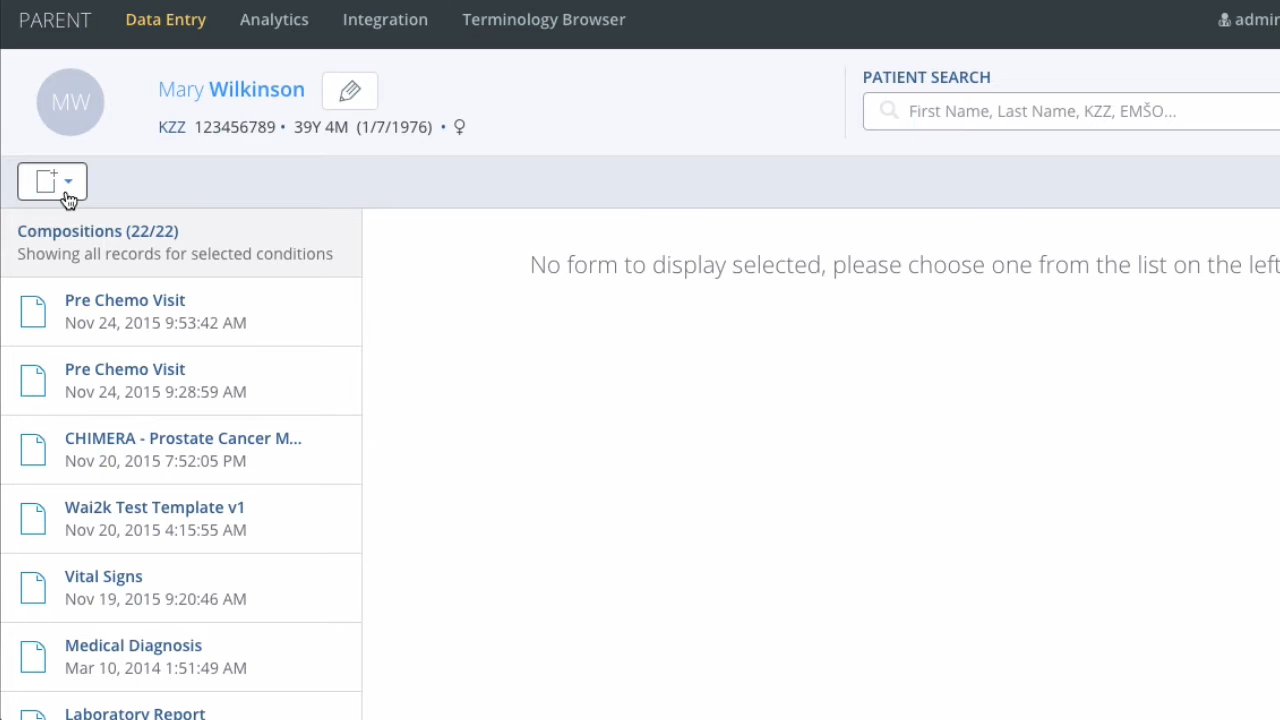 PARENT Data Entry Analytics Integration Terminology Browser admin
MW
Mary Wilkinson
KZZ 123456789 • 39Y 4M (1/7/1976) • ♀
PATIENT SEARCH
First Name, Last Name, KZZ, EMŠO...
Compositions (22/22)
Showing all records for selected conditions
No form to display selected, please choose one from the list on the left
Pre Chemo Visit
Nov 24, 2015 9:53:42 AM
Pre Chemo Visit
Nov 24, 2015 9:28:59 AM
CHIMERA - Prostate Cancer M...
Nov 20, 2015 7:52:05 PM
Wai2k Test Template v1
Nov 20, 2015 4:15:55 AM
Vital Signs
Nov 19, 2015 9:20:46 AM
Medical Diagnosis
Mar 10, 2014 1:51:49 AM
Laboratory Report